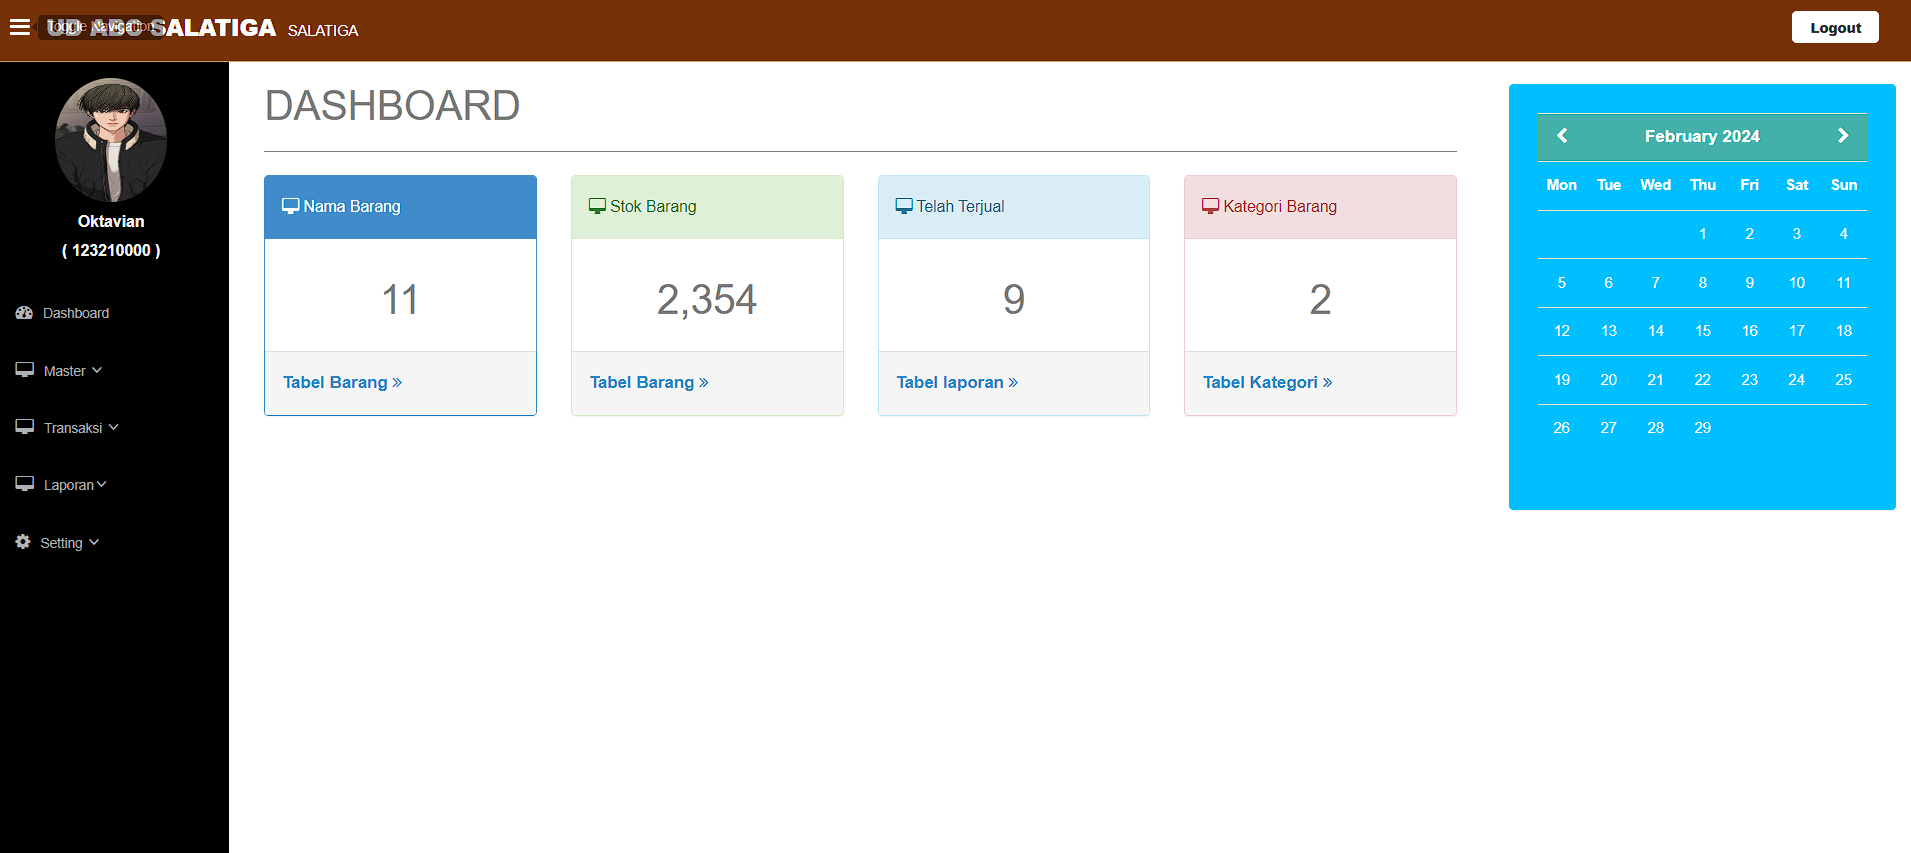 UD ABC SALATIGA SALATIGA
Toggle Navigation
Logout
Oktavian
( 123210000 )
Dashboard
Master
Transaksi
Laporan
Setting
DASHBOARD
Nama Barang
11
Tabel Barang »
Stok Barang
2,354
Tabel Barang »
Telah Terjual
9
Tabel laporan »
Kategori Barang
2
Tabel Kategori »
February 2024
Mon Tue Wed Thu Fri Sat Sun
1 2 3 4
5 6 7 8 9 10 11
12 13 14 15 16 17 18
19 20 21 22 23 24 25
26 27 28 29